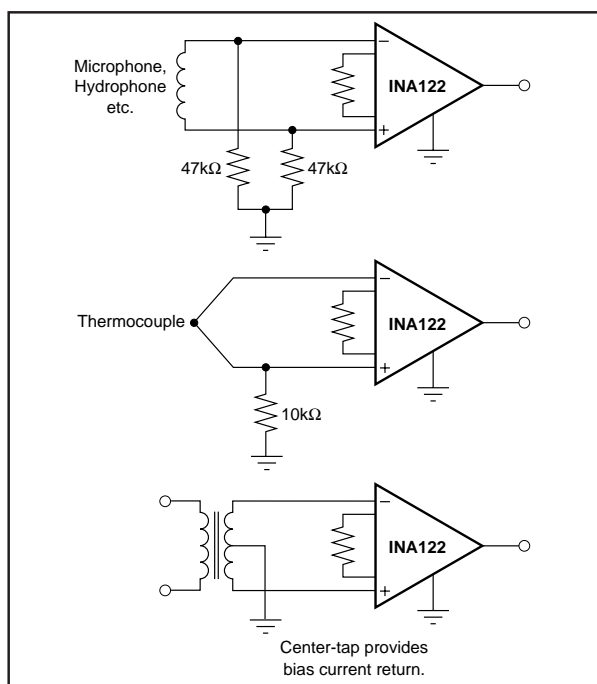 Microphone,
Hydrophone
etc.
−
INA122
+
47kΩ
47kΩ
Thermocouple
−
INA122
+
10kΩ
−
INA122
+
Center-tap provides
bias current return.